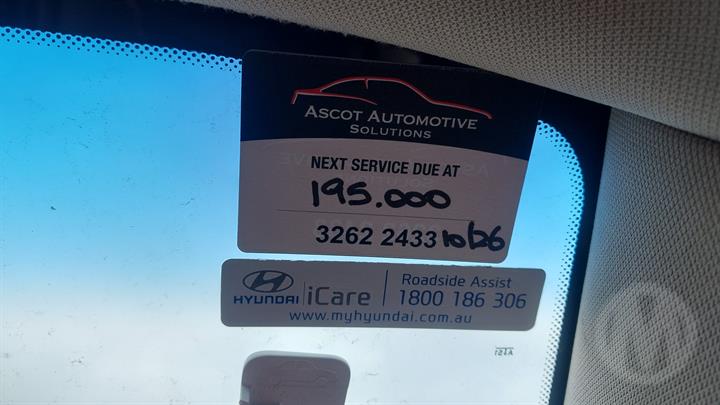 ASCOT AUTOMOTIVE
SOLUTIONS
NEXT SERVICE DUE AT
195.000
3262 2433 10/26
HYUNDAI iCare Roadside Assist
1800 186 306
www.myhyundai.com.au